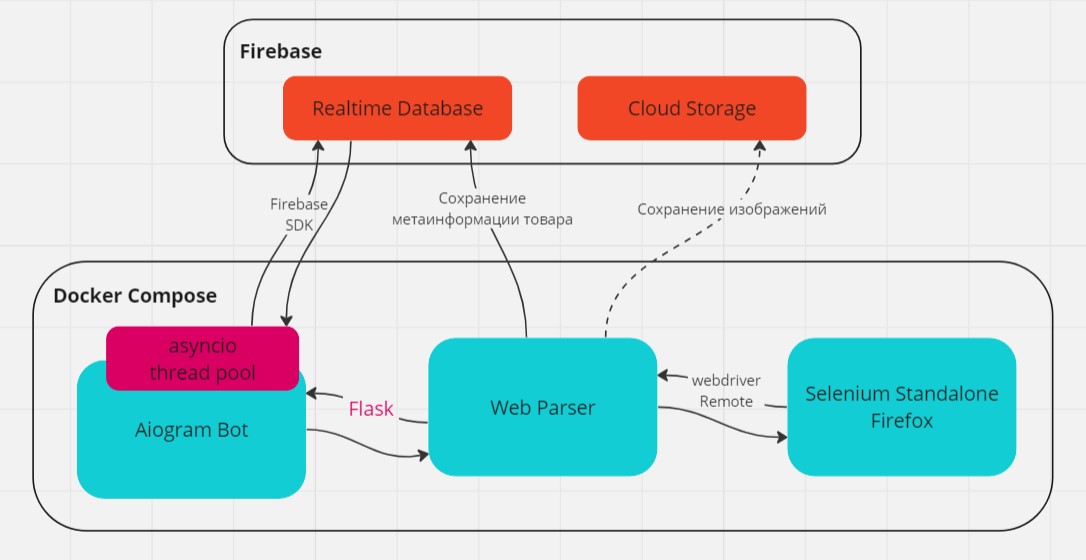 Firebase
Realtime Database
Cloud Storage
Firebase
SDK
Сохранение
метаинформации товара
Сохранение изображений
Docker Compose
asyncio
thread pool
Aiogram Bot
Flask
Web Parser
webdriver
Remote
Selenium Standalone
Firefox